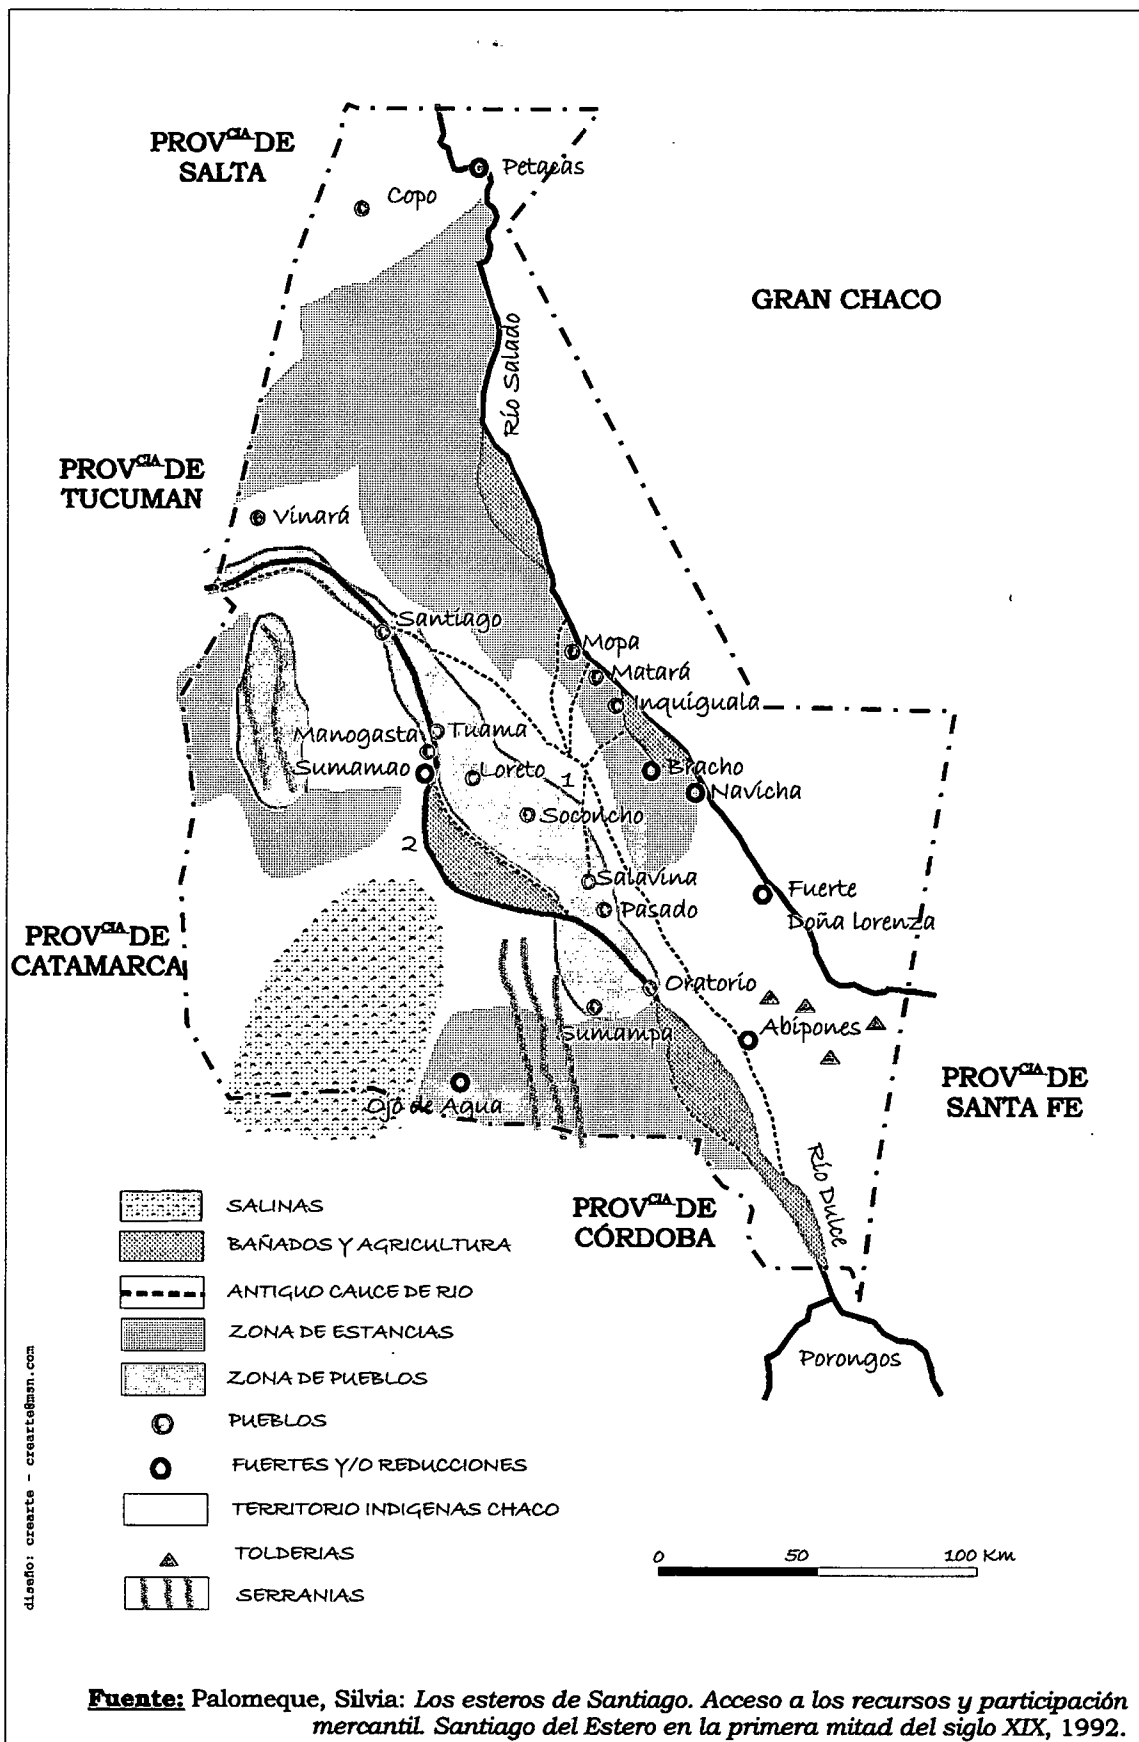 PROVᶜᴵᴬ DE
SALTA
Petacas
Copo
GRAN CHACO
Río Salado
PROVᶜᴵᴬ DE
TUCUMAN
Vinará
Santiago
Mopa
Matará
Inquiguala
Tuama
Manogasta
Sumamao
Loreto
1
Bracho
Navicha
Soconcho
2
Salavina
Pasado
Fuerte
Doña Lorenza
PROVᶜᴵᴬ DE
CATAMARCA
Oratorio
Sumampa
Abipones
Ojo de Agua
PROVᶜᴵᴬ DE
SANTA FE
Río Dulce
PROVᶜᴵᴬ DE
CÓRDOBA
Porongos
SALINAS
BAÑADOS Y AGRICULTURA
ANTIGUO CAUCE DE RIO
ZONA DE ESTANCIAS
ZONA DE PUEBLOS
PUEBLOS
FUERTES Y/O REDUCCIONES
TERRITORIO INDIGENAS CHACO
TOLDERIAS
SERRANIAS
0 50 100 Km
diseño: crearte - crearte@msn.com
Fuente: Palomeque, Silvia: Los esteros de Santiago. Acceso a los recursos y participación
mercantil. Santiago del Estero en la primera mitad del siglo XIX, 1992.